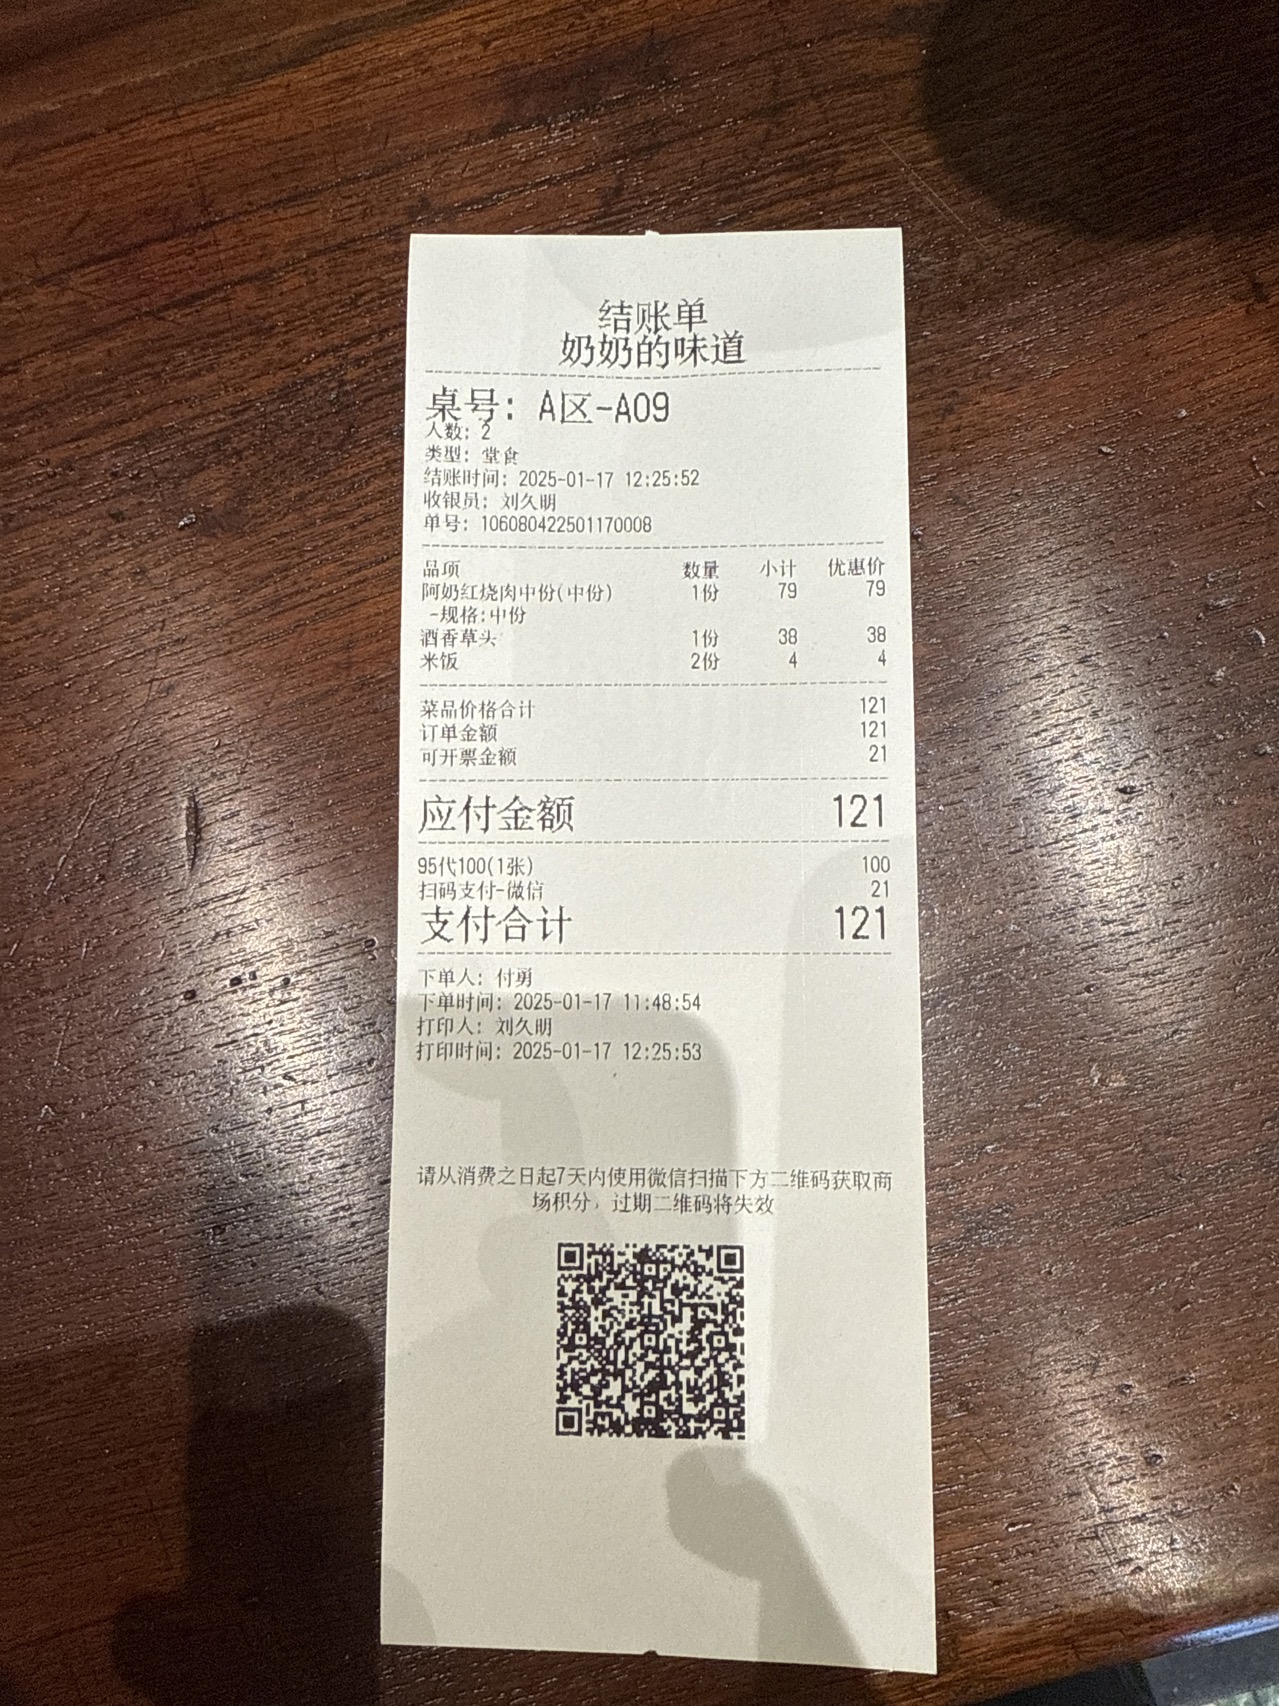 结账单
奶奶的味道
桌号: A区-A09
人数: 2
类型: 堂食
结账时间: 2025-01-17 12:25:52
收银员: 刘久明
单号: 106080422501170008
品项 数量 小计 优惠价
阿奶红烧肉中份(中份) 1份 79 79
-规格:中份
酒香草头 1份 38 38
米饭 2份 4 4
菜品价格合计 121
订单金额 121
可开票金额 21
应付金额 121
95代100(1张) 100
扫码支付-微信 21
支付合计 121
下单人: 付勇
下单时间: 2025-01-17 11:48:54
打印人: 刘久明
打印时间: 2025-01-17 12:25:53
请从消费之日起7天内使用微信扫描下方二维码获取商
场积分，过期二维码将失效